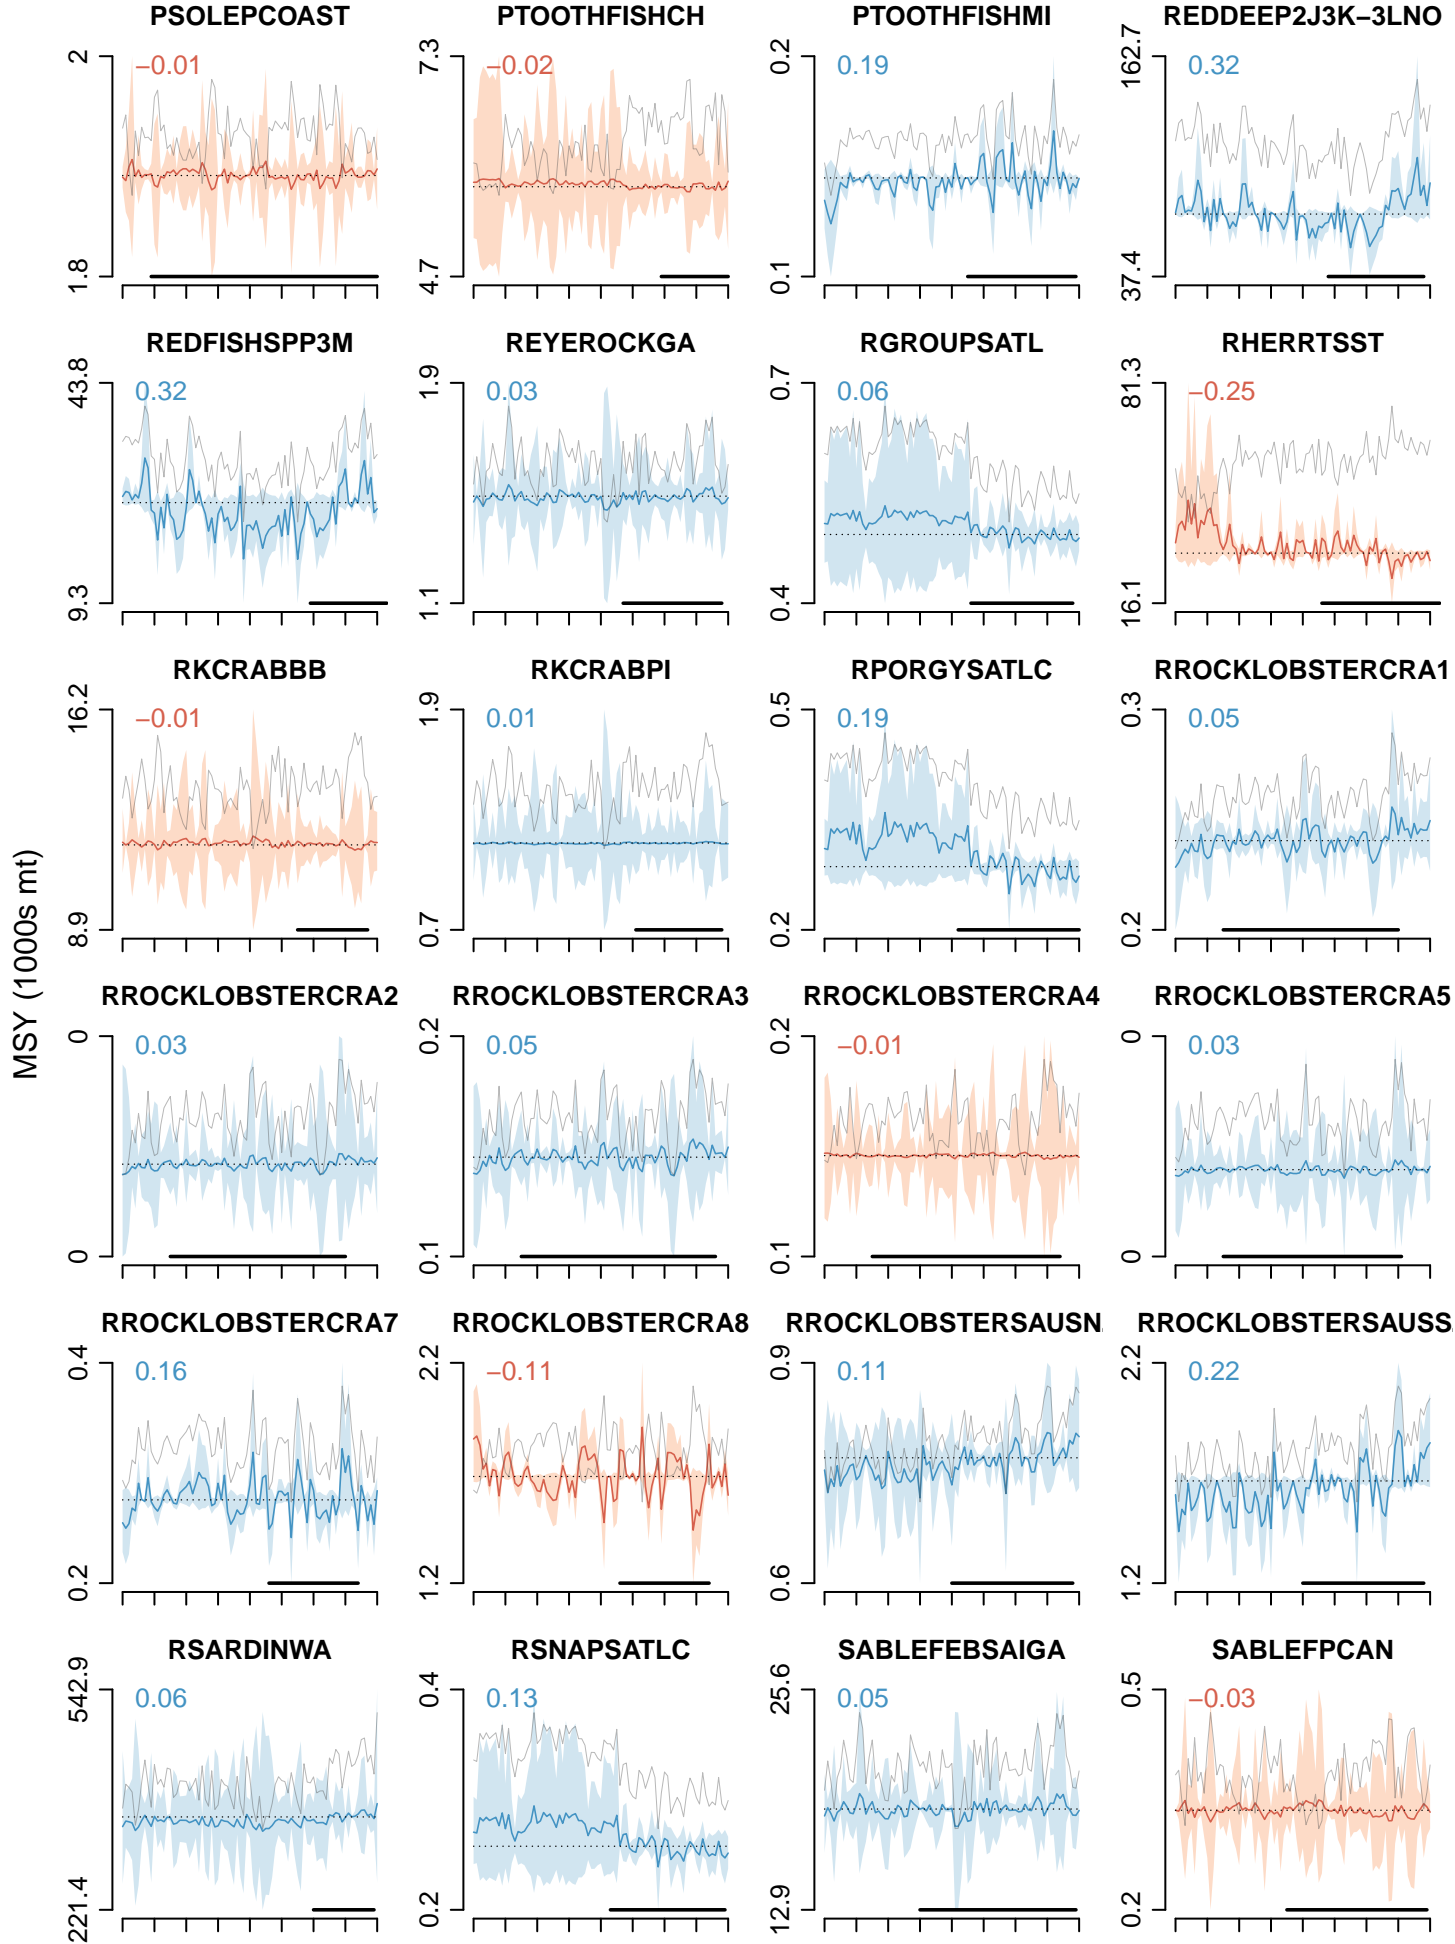 PSOLEPCOAST PTOOTHFISHCH PTOOTHFISHMI REDDEEP2J3K−3LNO
2 −0.01 7.3 −0.02 0.2 0.19 162.7 0.32
1.8 4.7 0.1 37.4
REDFISHSPP3M REYEROCKGA RGROUPSATL RHERRTSST
43.8 0.32 1.9 0.03 0.7 0.06 81.3 −0.25
9.3 1.1 0.4 16.1
RKCRABBB RKCRABPI RPORGYSATLC RROCKLOBSTERCRA1
16.2 −0.01 1.9 0.01 0.5 0.19 0.3 0.05
8.9 0.7 0.2 0.2
MSY (1000s mt)
RROCKLOBSTERCRA2 RROCKLOBSTERCRA3 RROCKLOBSTERCRA4 RROCKLOBSTERCRA5
0 0.03 0.2 0.05 0.2 −0.01 0 0.03
0 0.1 0.1 0
RROCKLOBSTERCRA7 RROCKLOBSTERCRA8 RROCKLOBSTERSAUSN RROCKLOBSTERSAUSS
0.4 0.16 2.2 −0.11 0.9 0.11 2.2 0.22
0.2 1.2 0.6 1.2
RSARDINWA RSNAPSATLC SABLEFEBSAIGA SABLEFPCAN
542.9 0.06 0.4 0.13 25.6 0.05 0.5 −0.03
221.4 0.2 12.9 0.2